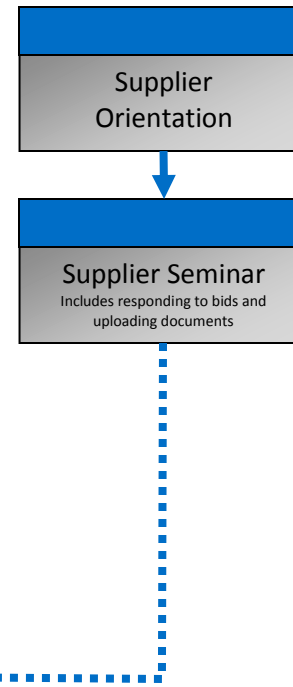 Supplier
Orientation
Supplier Seminar
Includes responding to bids and
uploading documents